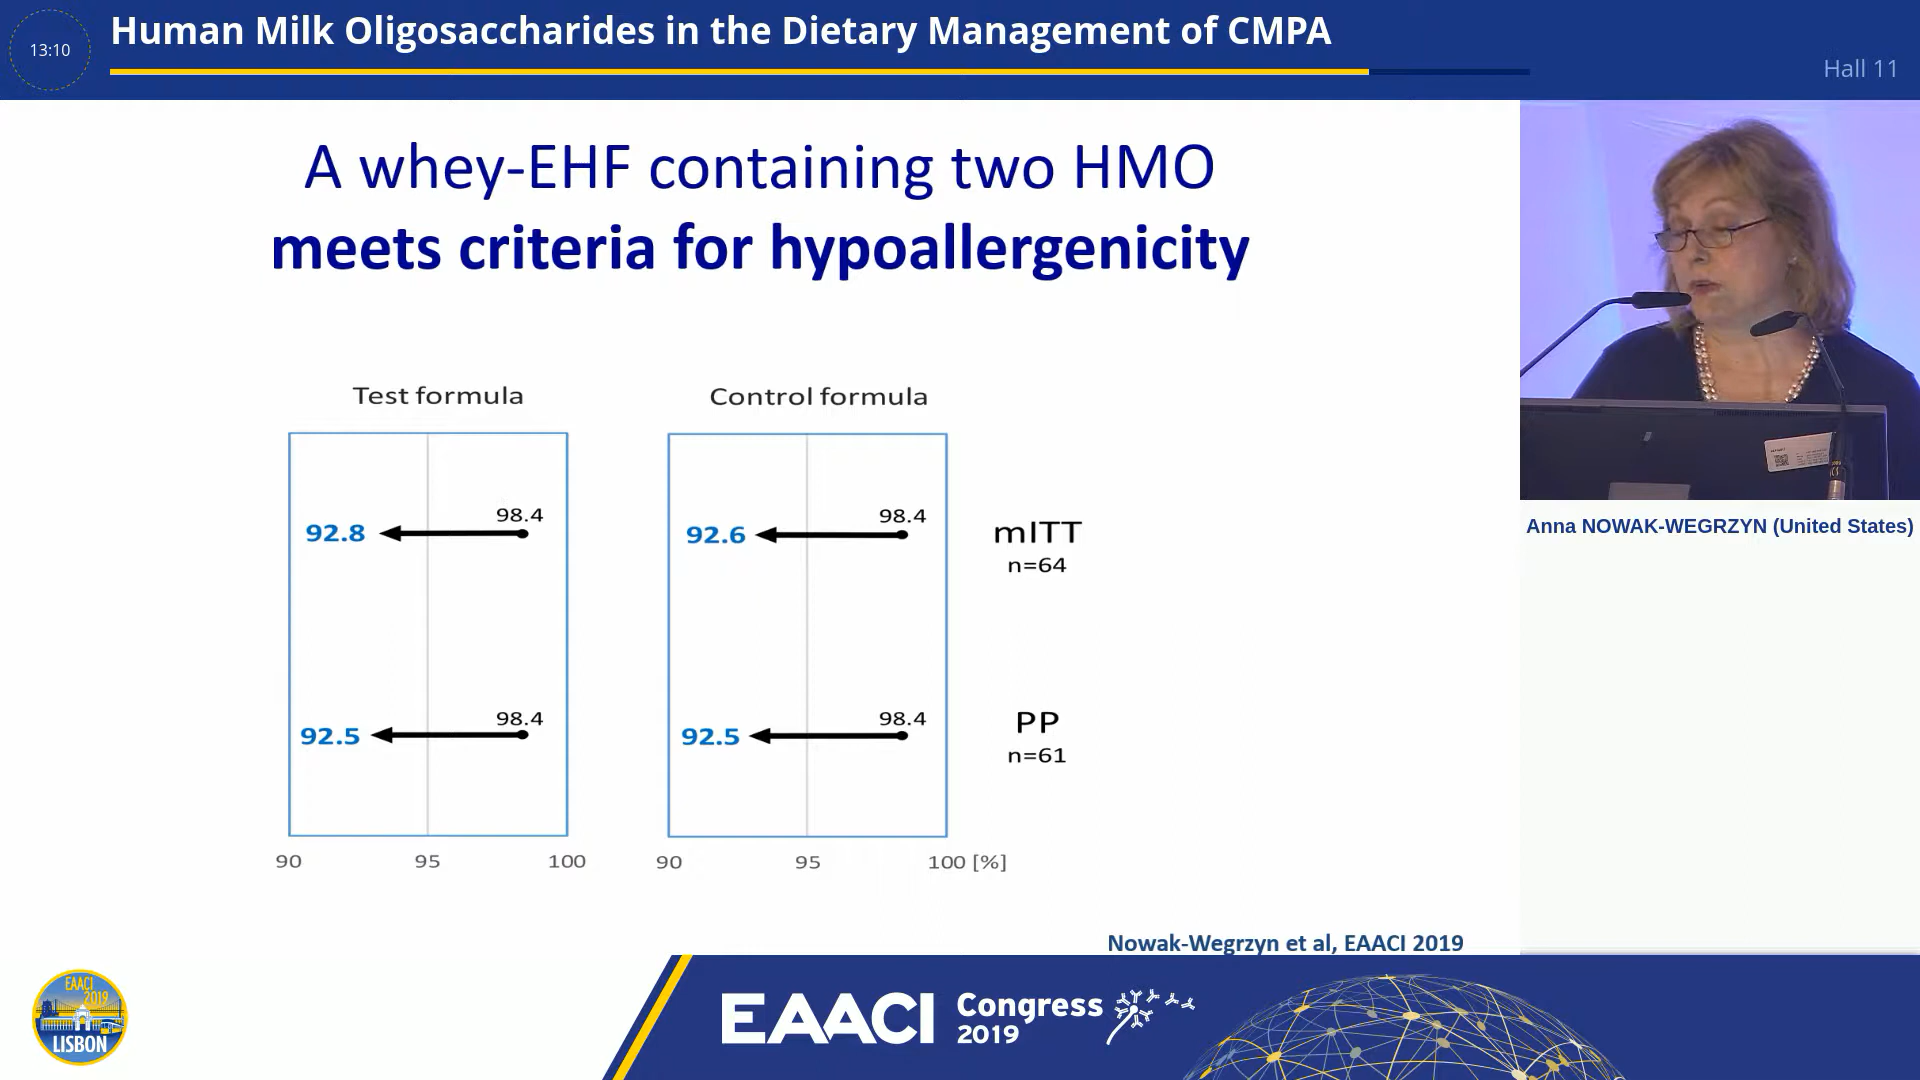 13:10
Human Milk Oligosaccharides in the Dietary Management of CMPA
Hall 11
A whey-EHF containing two HMO
meets criteria for hypoallergenicity
Test formula
Control formula
98.4
92.8
98.4
92.6
mITT
n=64
98.4
92.5
98.4
92.5
PP
n=61
90 95 100
90 95 100 [%]
Nowak-Wegrzyn et al, EAACI 2019
Anna NOWAK-WEGRZYN (United States)
EAACI
2019
LISBON
EAACI Congress
2019